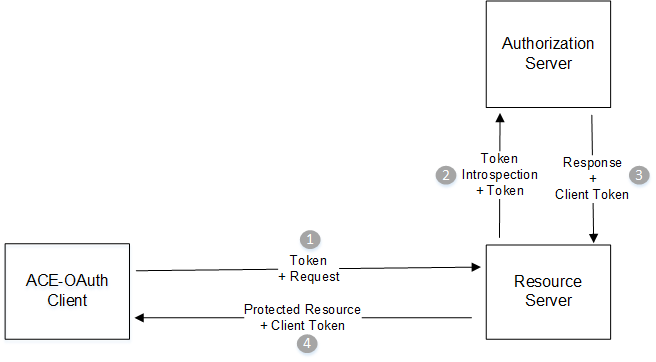 Authorization
Server
2
Token
Introspection
+ Token
Response
+
Client Token
3
1
Token
+ Request
ACE-OAuth
Client
Resource
Server
Protected Resource
+ Client Token
4